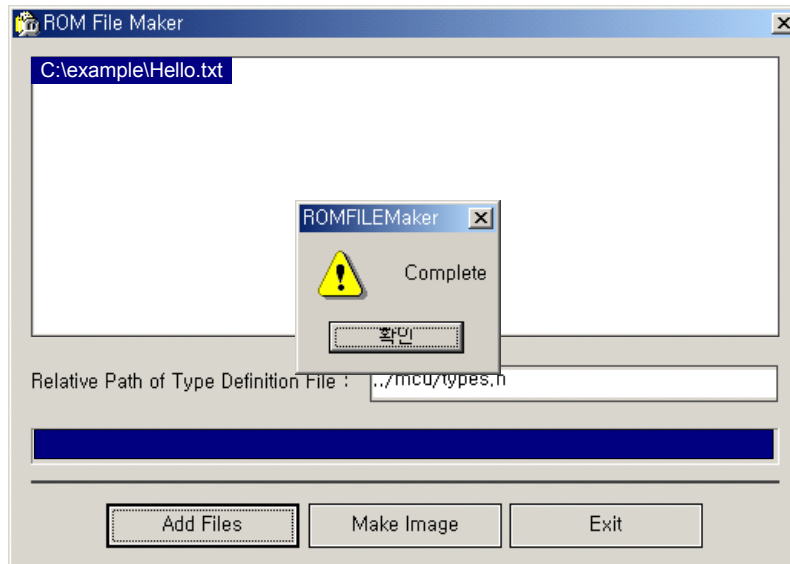 ROM File Maker
C:\example\Hello.txt
ROMFILEMaker
Complete
확인
Relative Path of Type Definition File : ../mcu/types.h
Add Files
Make Image
Exit